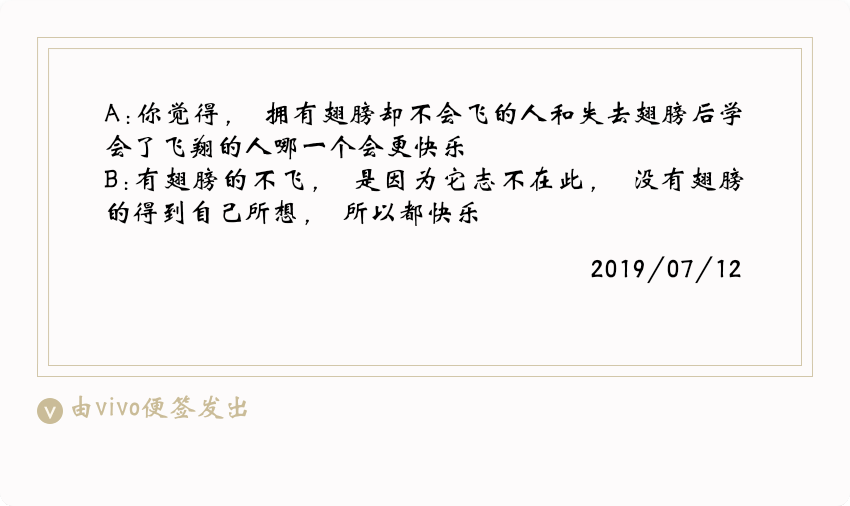 A:你觉得， 拥有翅膀却不会飞的人和失去翅膀后学
会了飞翔的人哪一个会更快乐
B:有翅膀的不飞， 是因为它志不在此， 没有翅膀
的得到自己所想， 所以都快乐
2019/07/12
由vivo便签发出